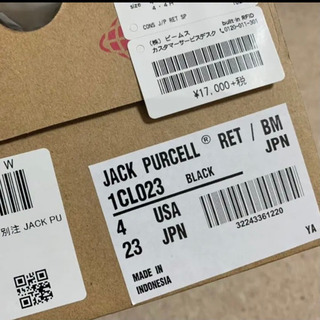 CONS J/P RET SP
built-in RFID
(株) ビームス
カスタマーサービスデスク
¥17,000+税
W
別注 JACK PU
JACK PURCELL® RET / BM
1CL023 BLACK JPN
4 USA
23 JPN
32243361220
MADE IN
INDONESIA
YA